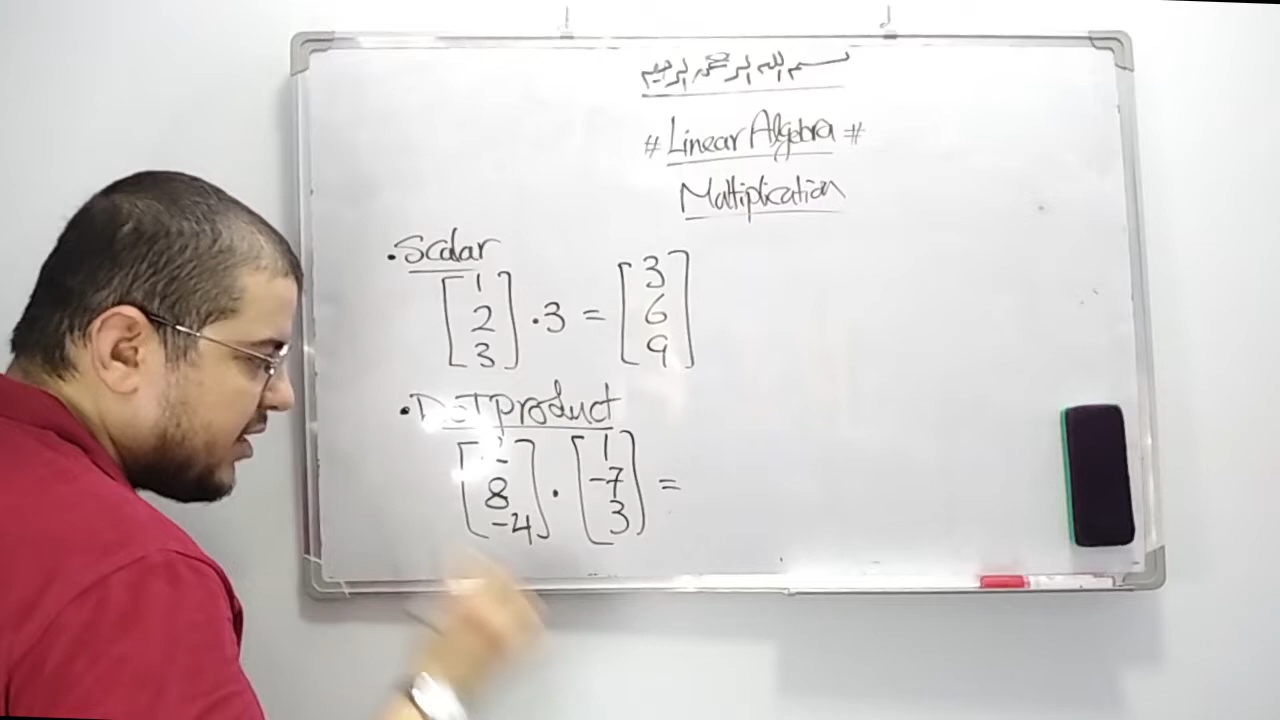 بسم الله الرحمن الرحيم
# Linear Algebra #
Multiplication
• Scalar
[1 2 3] · 3 = [3 6 9]
• DOT product
[8 -4] · [1 -7 3] =